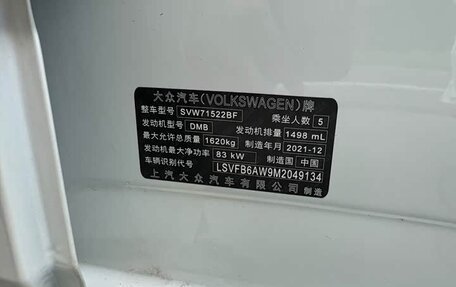 大众汽车(VOLKSWAGEN)牌
整车型号 SVW71522BF 乘坐人数 5
发动机型号 DMB 发动机排量 1498 mL
最大允许总质量 1620kg 制造年月 2021-12
发动机最大净功率 83 kW 制造国 中国
车辆识别代号 LSVFB6AW9M2049134
上汽大众汽车有限公司 制造